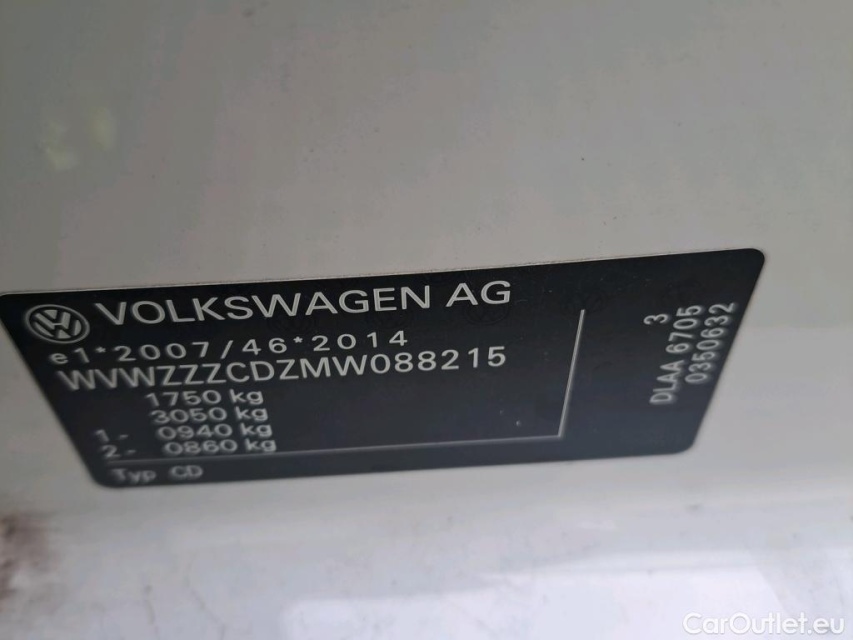 VOLKSWAGEN AG
e1*2007/46*2014
WVWZZZCDZMW088215
1750 kg
3050 kg
1.- 0940 kg
2.- 0860 kg
Typ CD
3
DLAA 6705
0350632
CarOutlet.eu